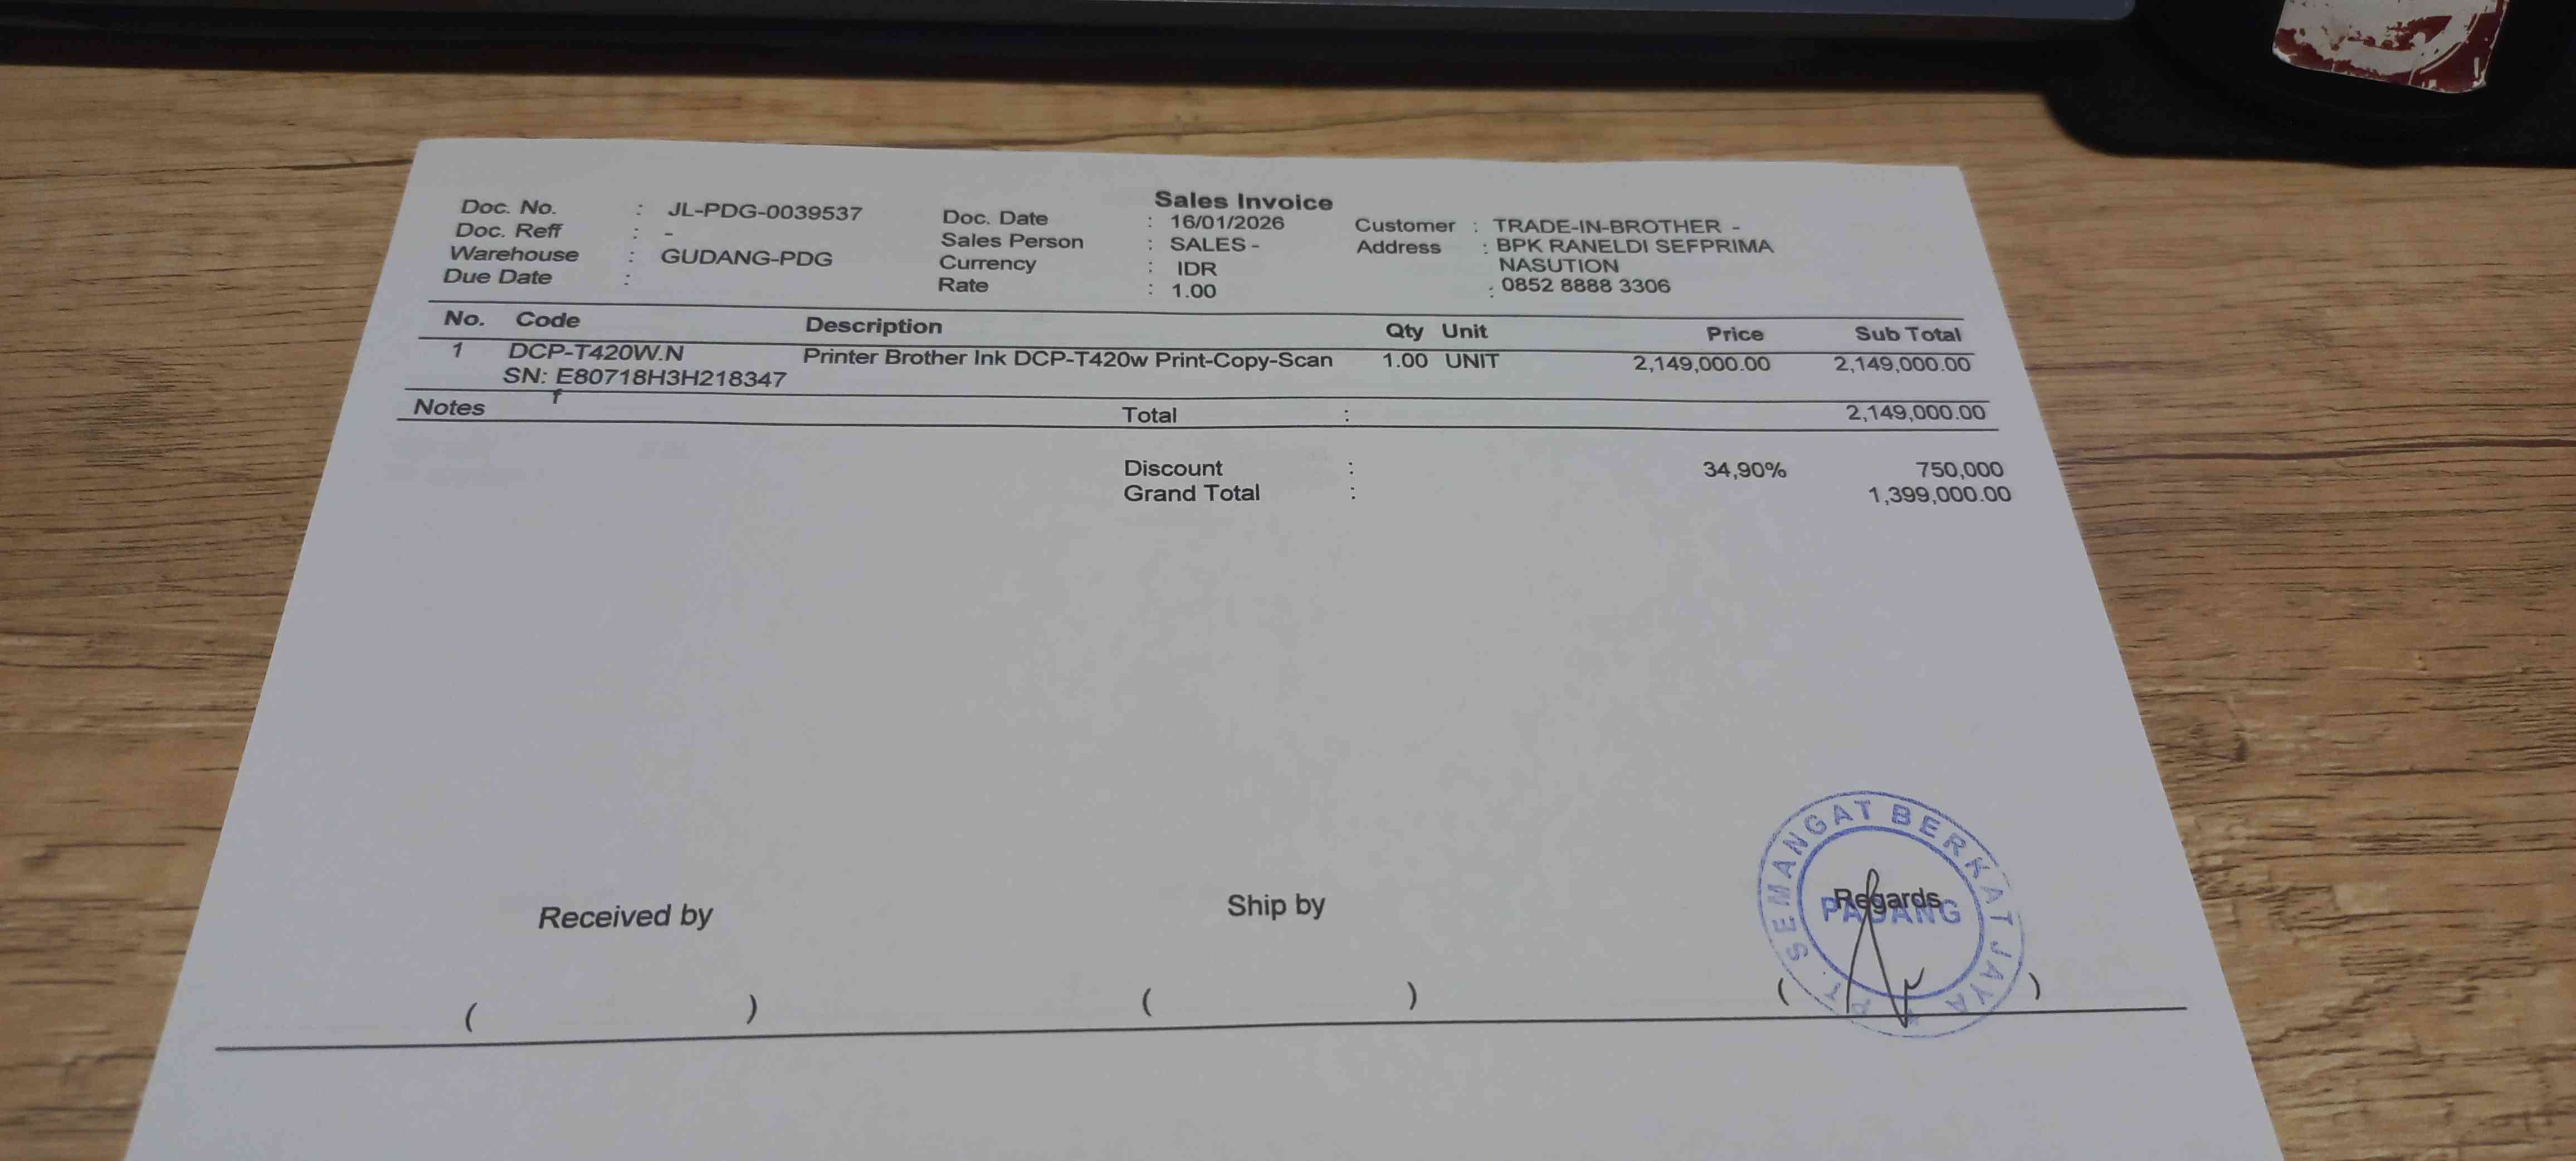 Sales Invoice
Doc. No. : JL-PDG-0039537
Doc. Reff : -
Warehouse : GUDANG-PDG
Due Date :
Doc. Date : 16/01/2026
Sales Person : SALES -
Currency : IDR
Rate : 1.00
Customer : TRADE-IN-BROTHER -
Address : BPK RANELDI SEFPRIMA
NASUTION
: 0852 8888 3306
No. Code Description Qty Unit Price Sub Total
1 DCP-T420W.N Printer Brother Ink DCP-T420w Print-Copy-Scan 1.00 UNIT 2,149,000.00 2,149,000.00
SN: E80718H3H218347
f
Notes Total : 2,149,000.00
Discount : 34,90% 750,000
Grand Total : 1,399,000.00
Received by Ship by Regards
( ) ( ) ( )
PT. SEMANGAT BERKAT JAYA
PADANG